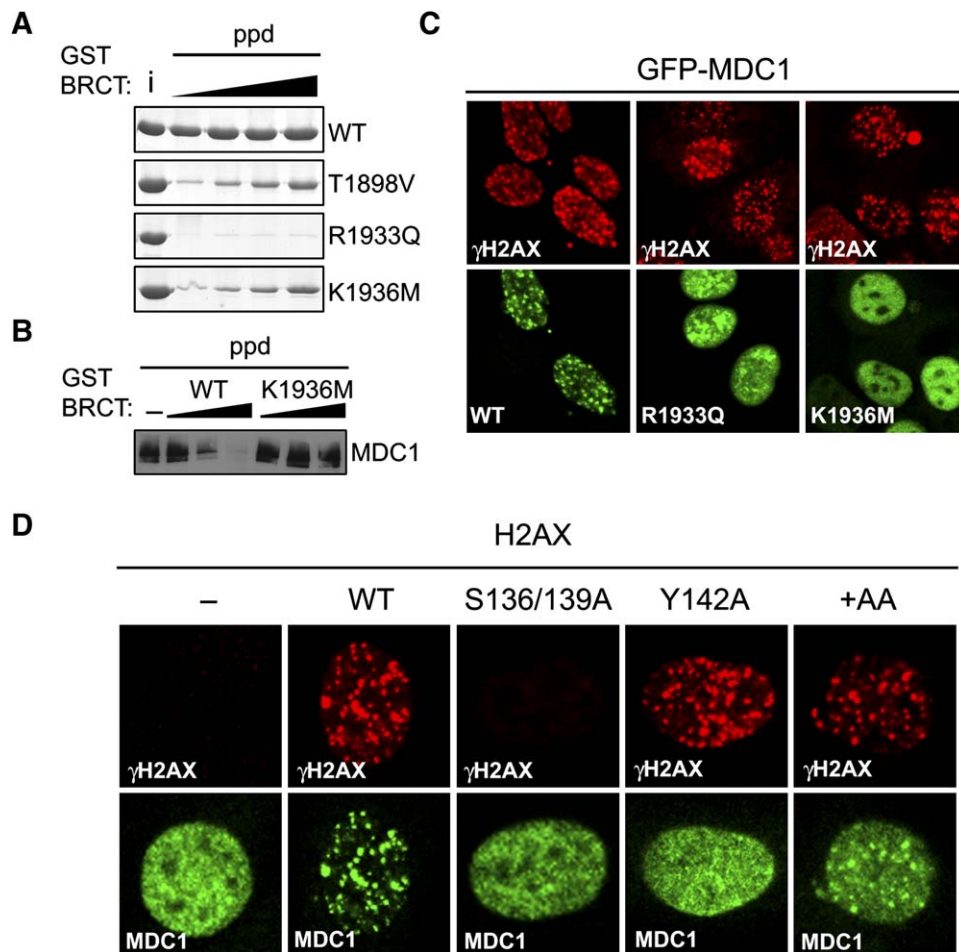 A
ppd
GST
BRCT: i
WT
T1898V
R1933Q
K1936M
B
ppd
GST WT K1936M
BRCT: –
MDC1
C
GFP-MDC1
γH2AX γH2AX γH2AX
WT R1933Q K1936M
D
H2AX
– WT S136/139A Y142A +AA
γH2AX γH2AX γH2AX γH2AX γH2AX
MDC1 MDC1 MDC1 MDC1 MDC1